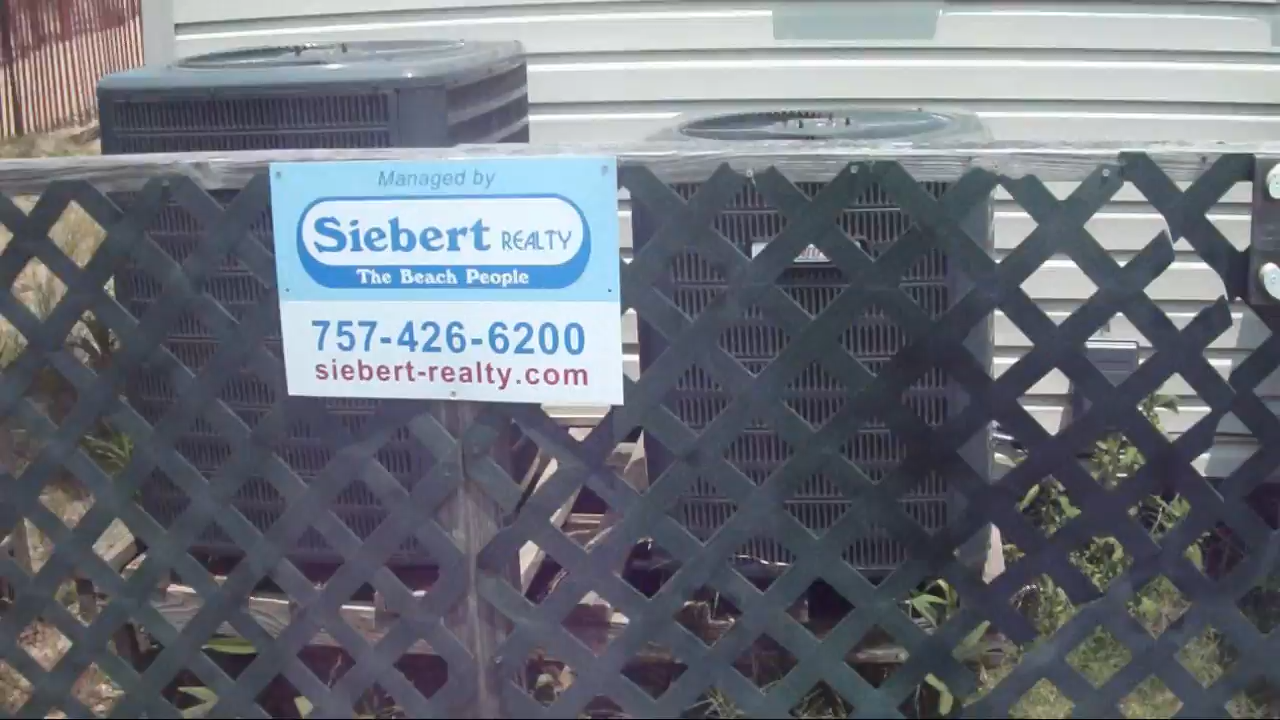 Managed by
Siebert REALTY
The Beach People
757-426-6200
siebert-realty.com